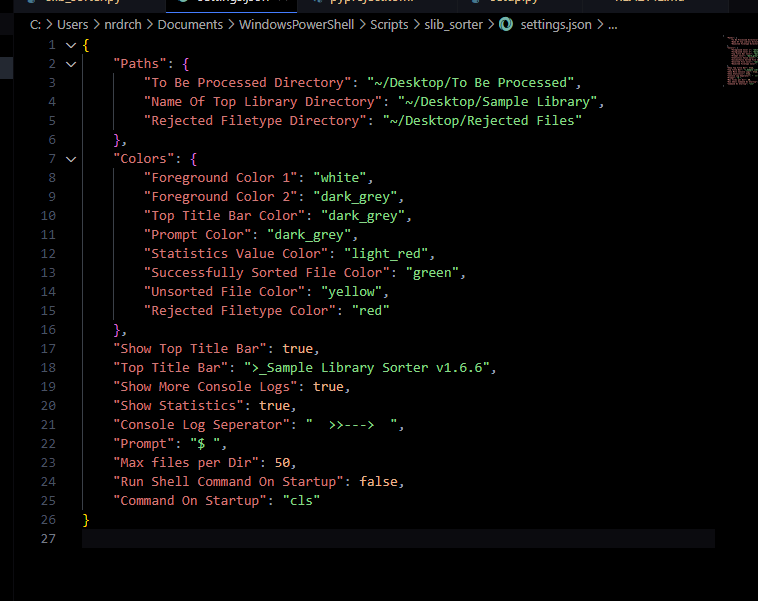 C: > Users > nrdrch > Documents > WindowsPowerShell > Scripts > slib_sorter > settings.json > ...
1 {
2 "Paths": {
3 "To Be Processed Directory": "~/Desktop/To Be Processed",
4 "Name Of Top Library Directory": "~/Desktop/Sample Library",
5 "Rejected Filetype Directory": "~/Desktop/Rejected Files"
6 },
7 "Colors": {
8 "Foreground Color 1": "white",
9 "Foreground Color 2": "dark_grey",
10 "Top Title Bar Color": "dark_grey",
11 "Prompt Color": "dark_grey",
12 "Statistics Value Color": "light_red",
13 "Successfully Sorted File Color": "green",
14 "Unsorted File Color": "yellow",
15 "Rejected Filetype Color": "red"
16 },
17 "Show Top Title Bar": true,
18 "Top Title Bar": ">_Sample Library Sorter v1.6.6",
19 "Show More Console Logs": true,
20 "Show Statistics": true,
21 "Console Log Seperator": "  >>--->  ",
22 "Prompt": "$ ",
23 "Max files per Dir": 50,
24 "Run Shell Command On Startup": false,
25 "Command On Startup": "cls"
26 }
27